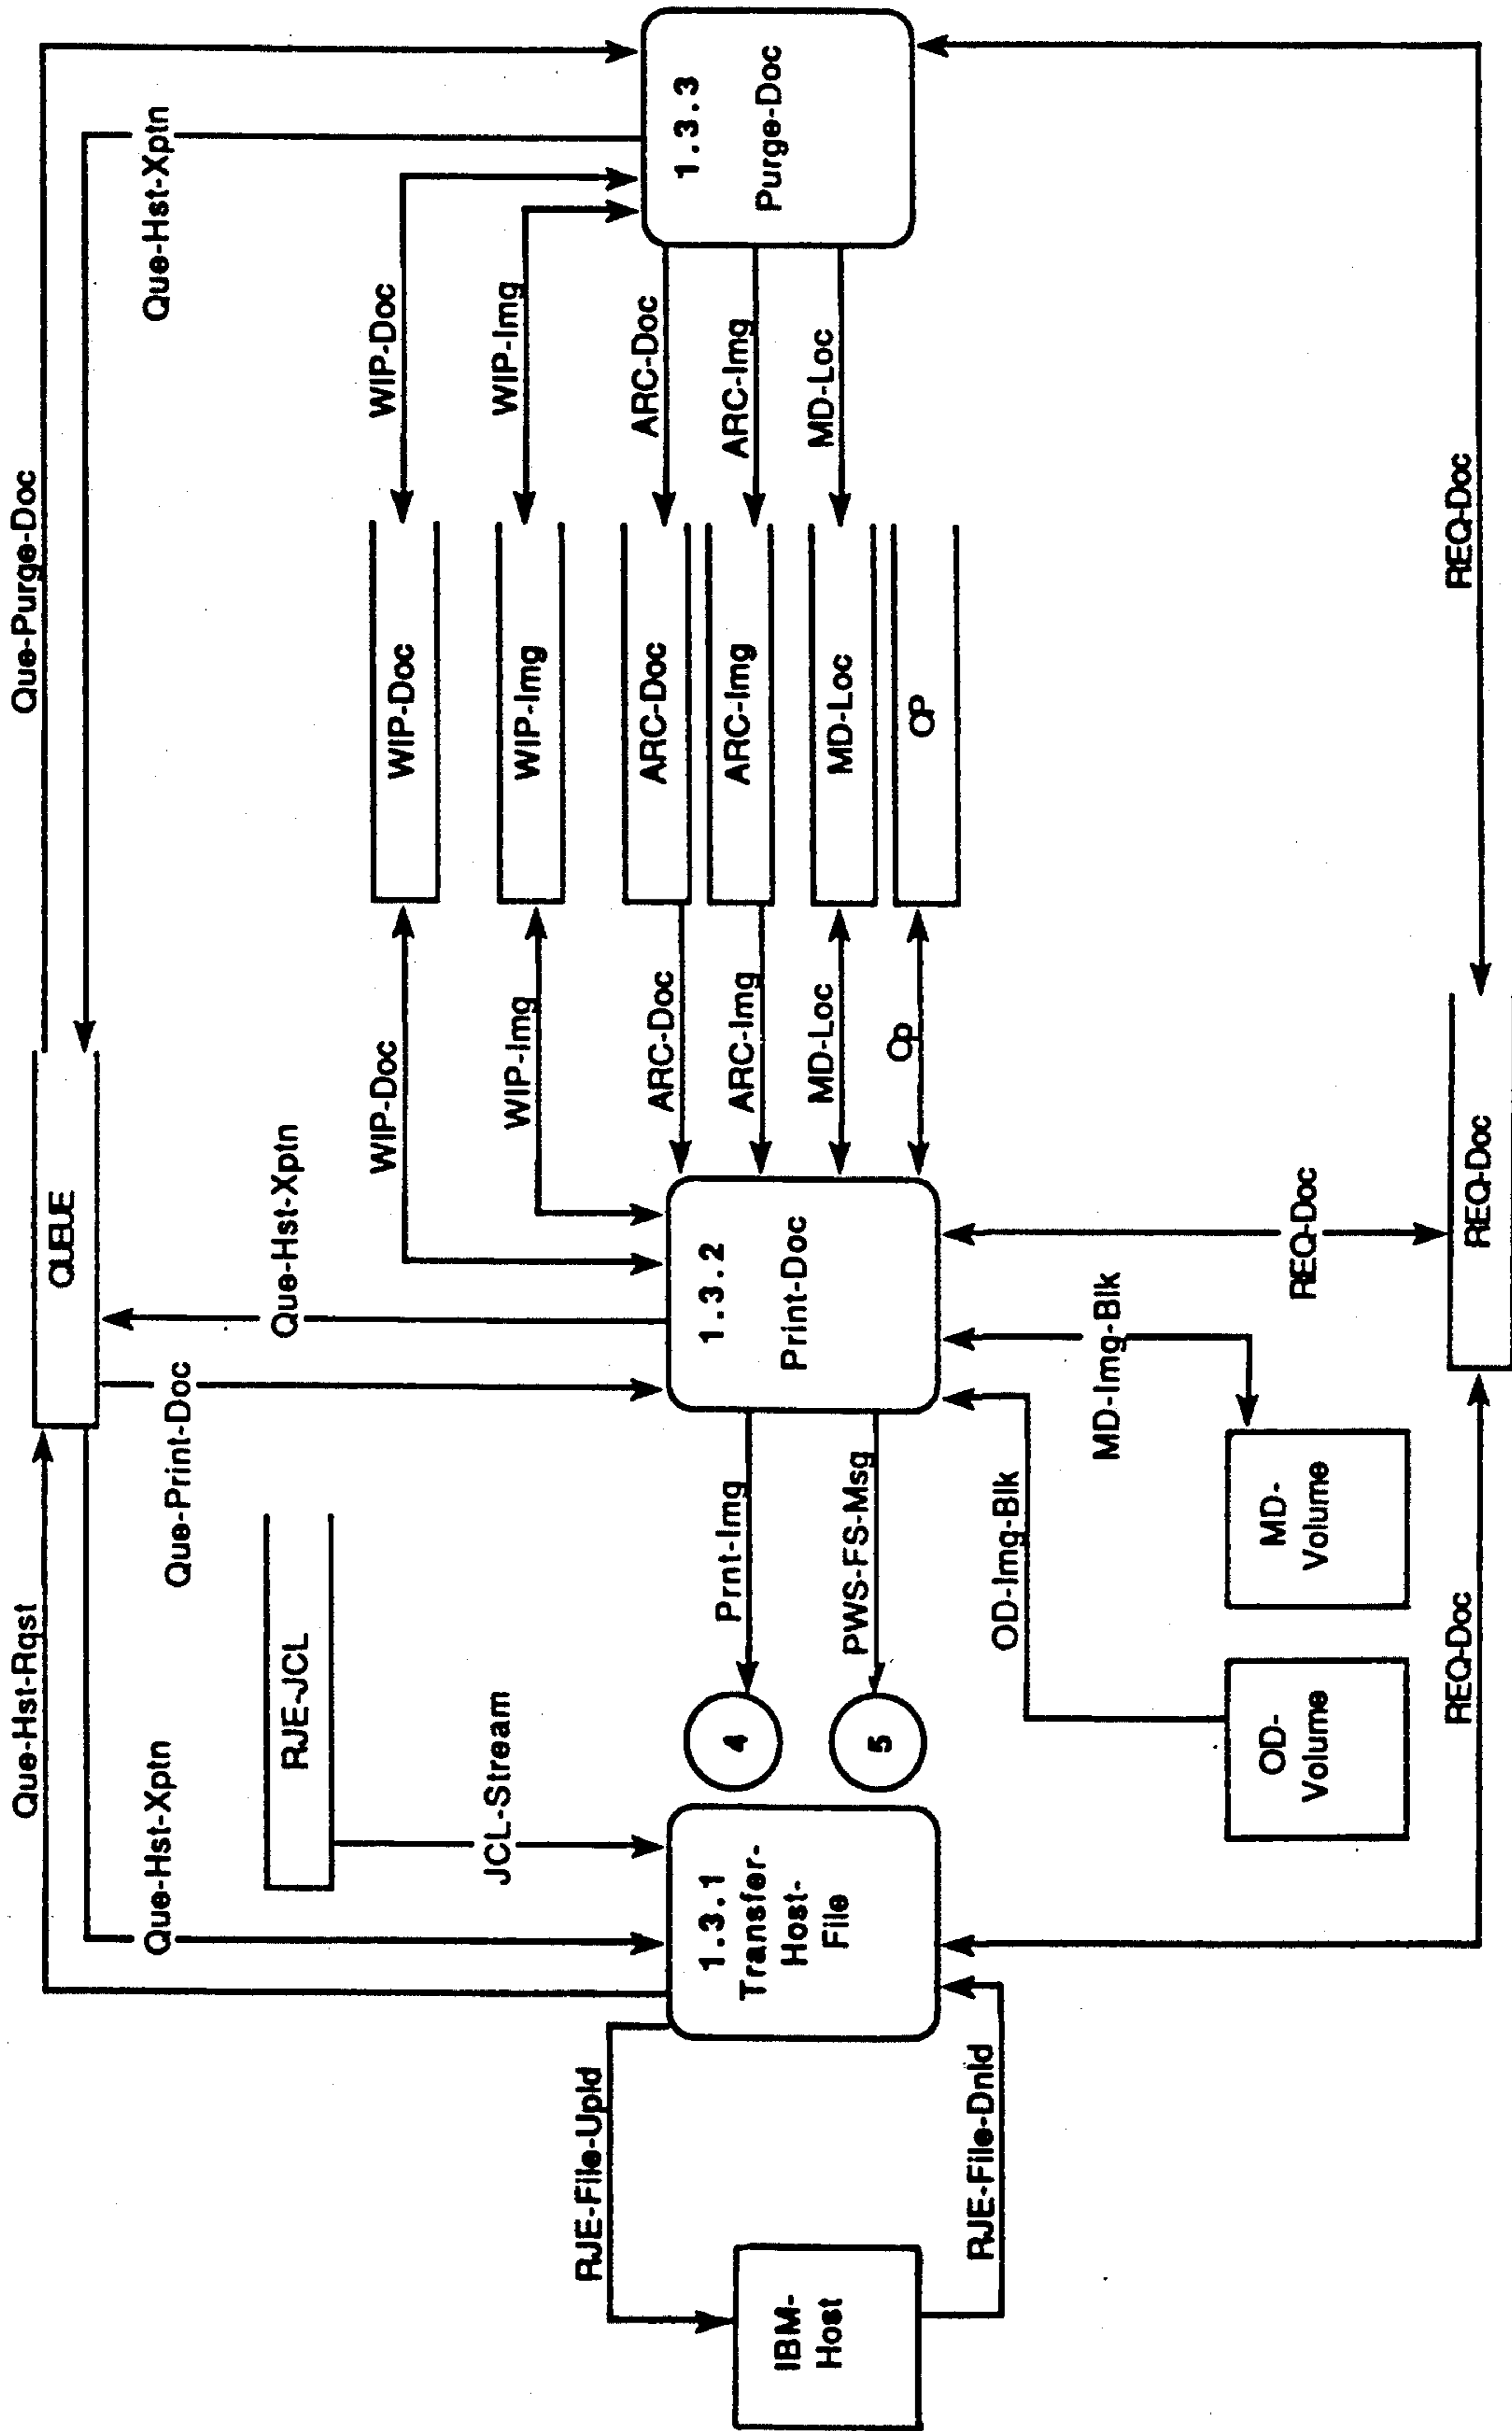 Que-Hst-Rqst
Que-Purge-Doc
QUEUE
Que-Hst-Xptn
Que-Print-Doc
Que-Hst-Xptn
Que-Hst-Xptn
RJE-JCL
JCL-Stream
WIP-Doc
WIP-Doc
WIP-Doc
WIP-Img
WIP-Img
WIP-Img
RJE-File-Upld
IBM-
Host
RJE-File-Dnld
1.3.1
Transfer-
Host-
File
4
Prnt-Img
5
PWS-FS-Msg
1.3.2
Print-Doc
ARC-Doc
ARC-Doc
ARC-Doc
ARC-Img
ARC-Img
ARC-Img
MD-Loc
MD-Loc
MD-Loc
Op
OP
1.3.3
Purge-Doc
OD-Img-Blk
MD-Img-Blk
OD-
Volume
MD-
Volume
REQ-Doc
REQ-Doc
REQ-Doc
REQ-Doc